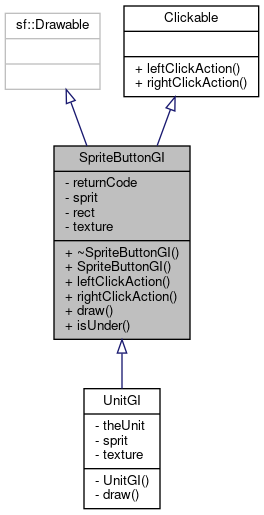 sf::Drawable
Clickable
+ leftClickAction()
+ rightClickAction()
SpriteButtonGI
- returnCode
- sprit
- rect
- texture
+ ~SpriteButtonGI()
+ SpriteButtonGI()
+ leftClickAction()
+ rightClickAction()
+ draw()
+ isUnder()
UnitGI
- theUnit
- sprit
- texture
- UnitGI()
- draw()